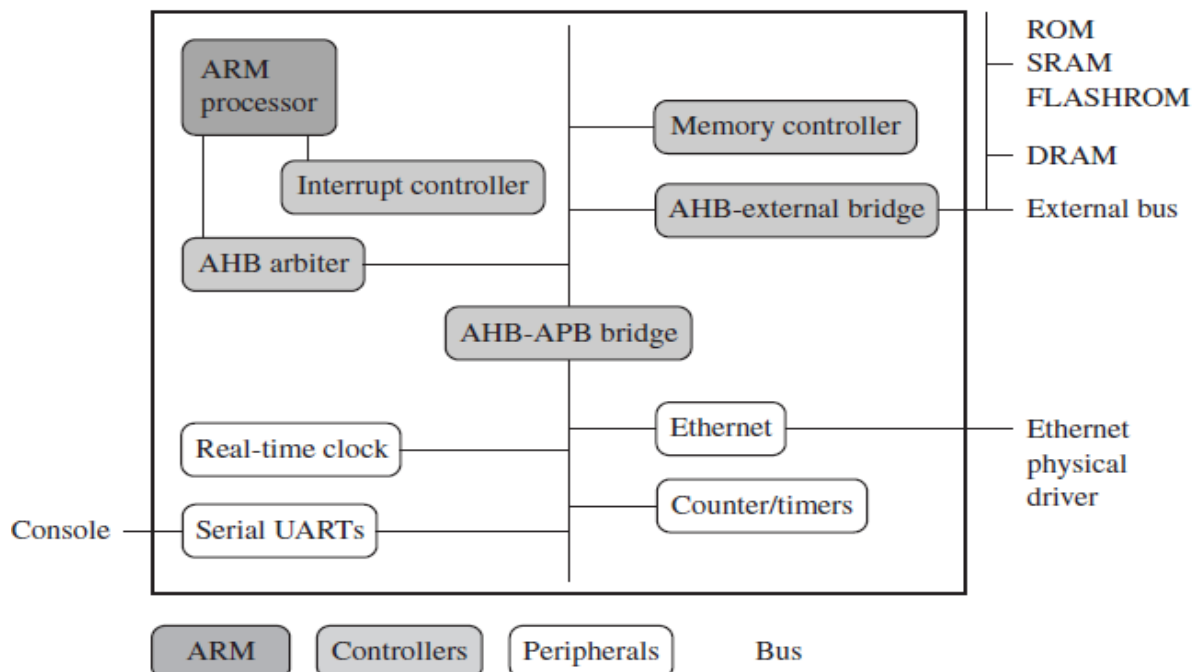 ROM
ARM
processor
SRAM
FLASHROM
Memory controller
DRAM
Interrupt controller
AHB-external bridge
External bus
AHB arbiter
AHB-APB bridge
Ethernet
Ethernet
physical
driver
Real-time clock
Counter/timers
Console
Serial UARTs
ARM
Controllers
Peripherals
Bus